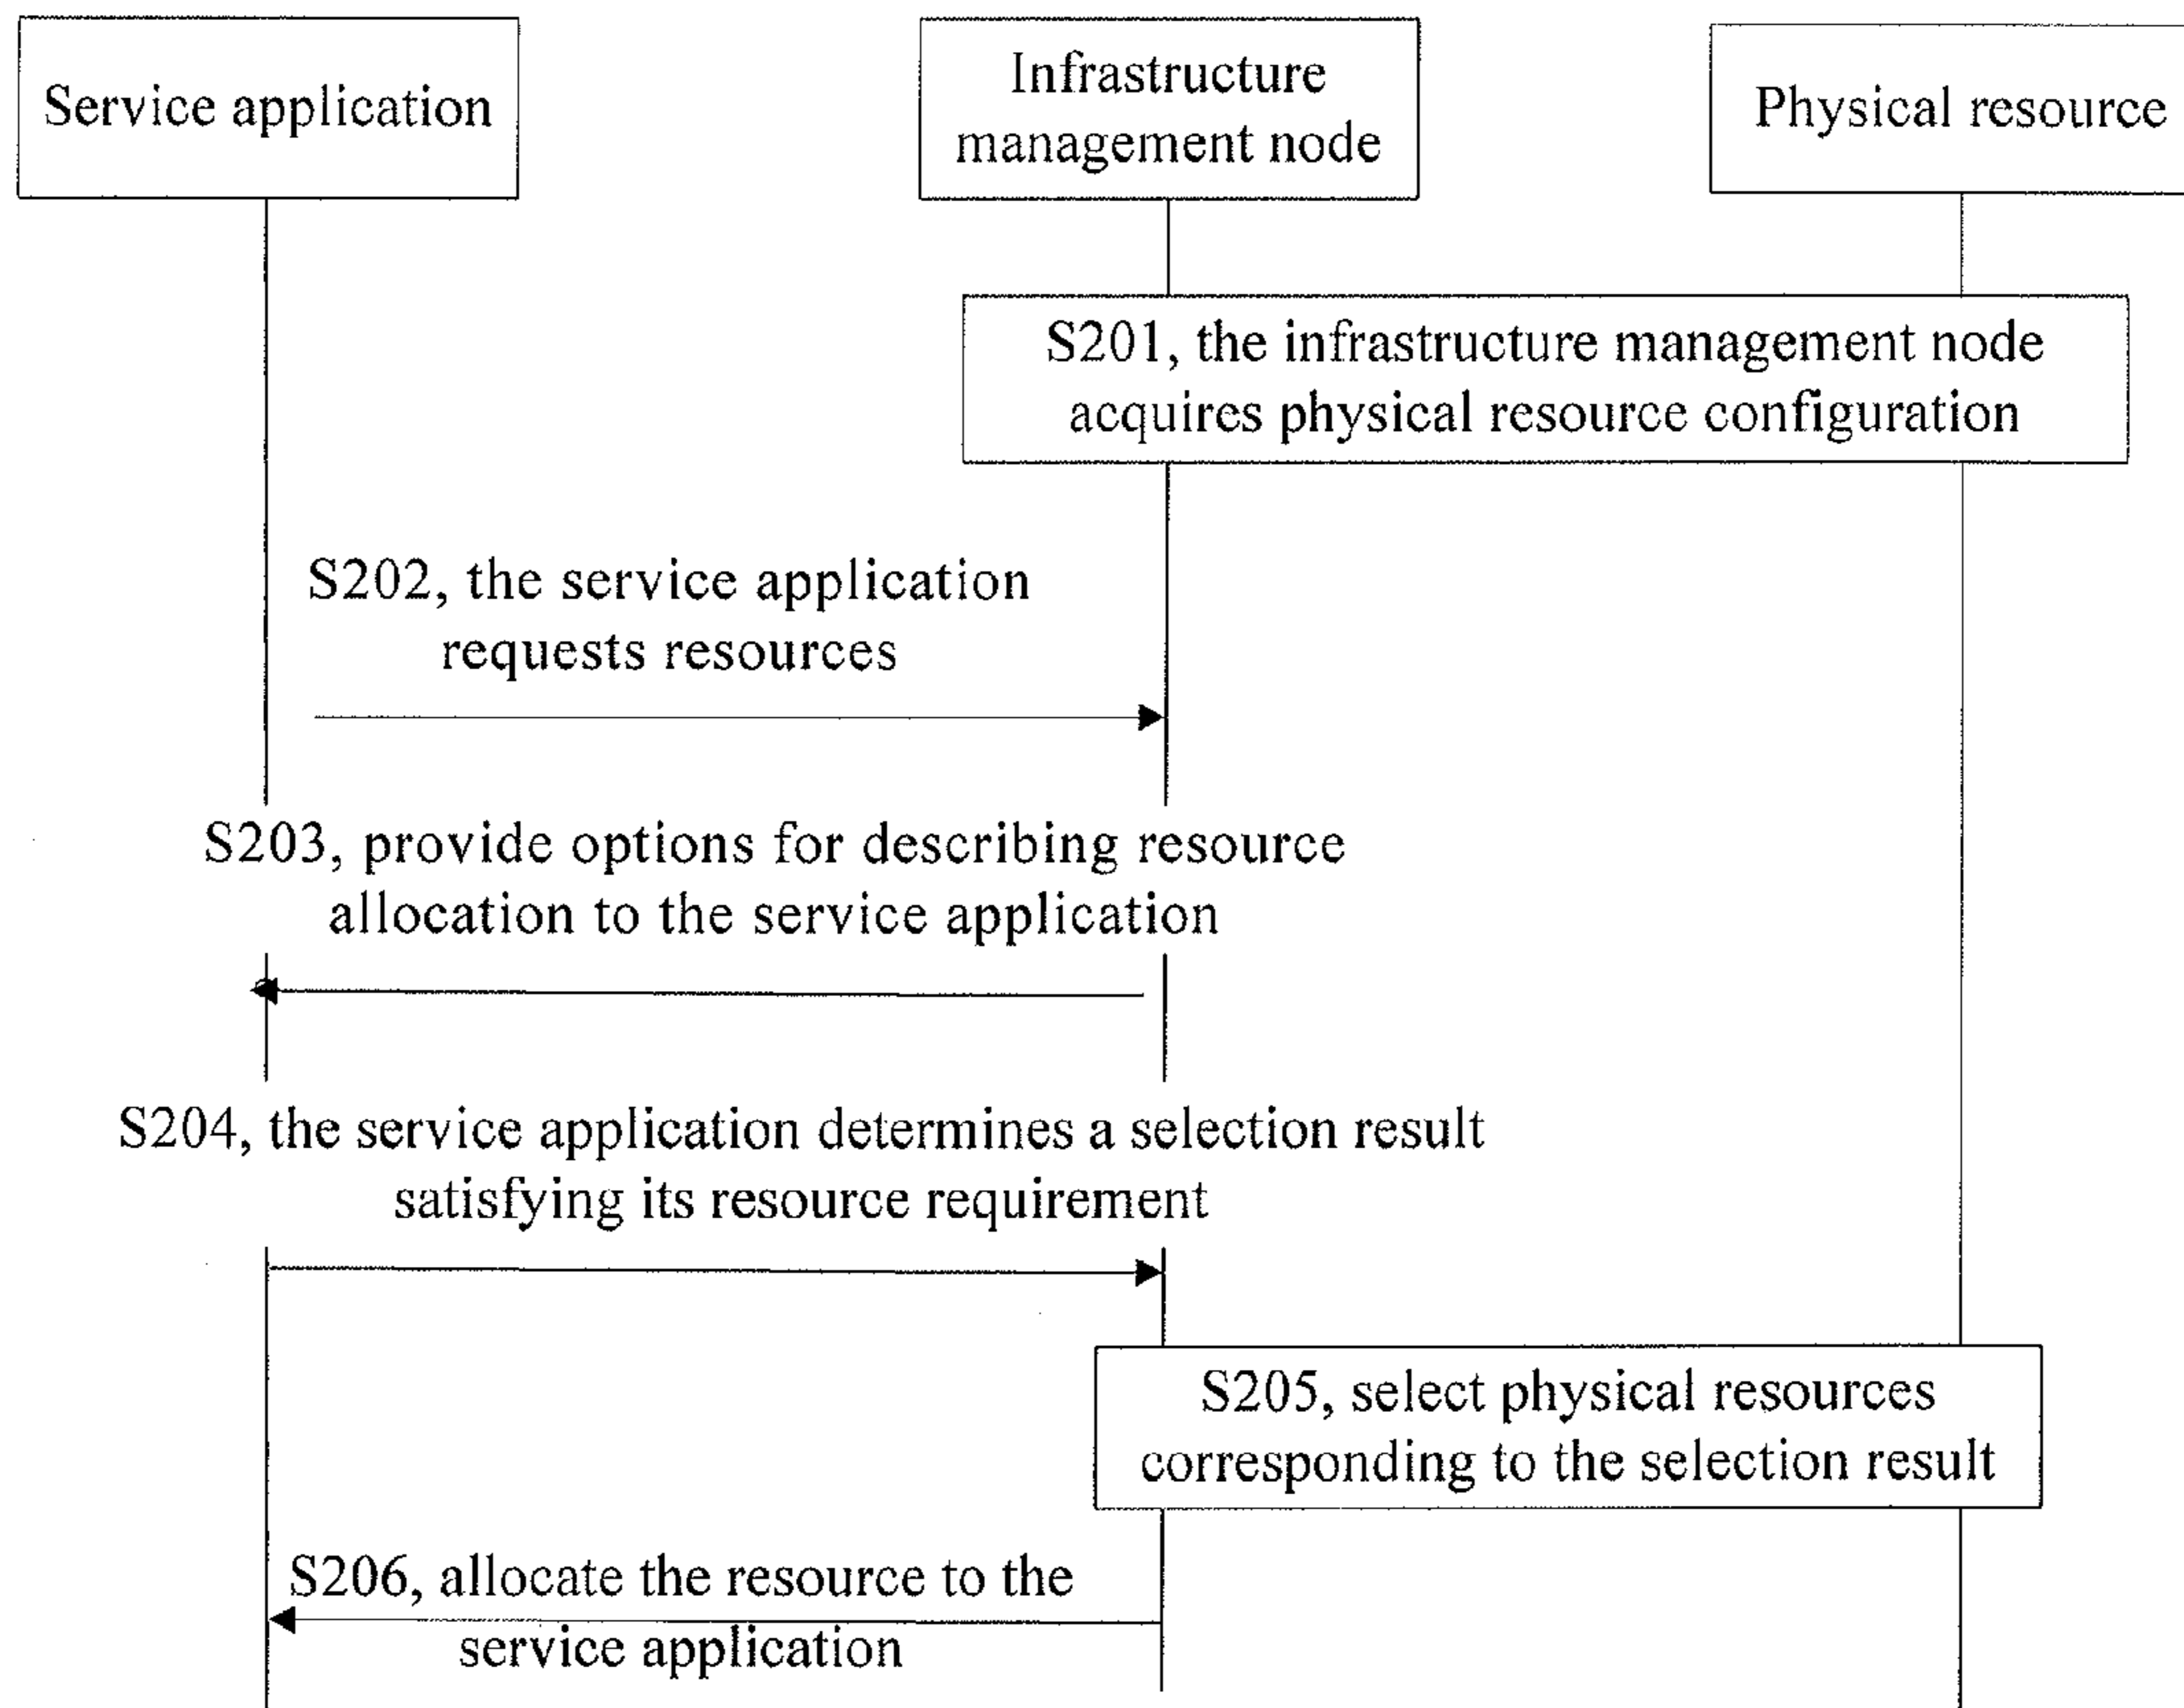 Service application
Infrastructure
management node
Physical resource
S201, the infrastructure management node
acquires physical resource configuration
S202, the service application
requests resources
S203, provide options for describing resource
allocation to the service application
S204, the service application determines a selection result
satisfying its resource requirement
S205, select physical resources
corresponding to the selection result
S206, allocate the resource to the
service application